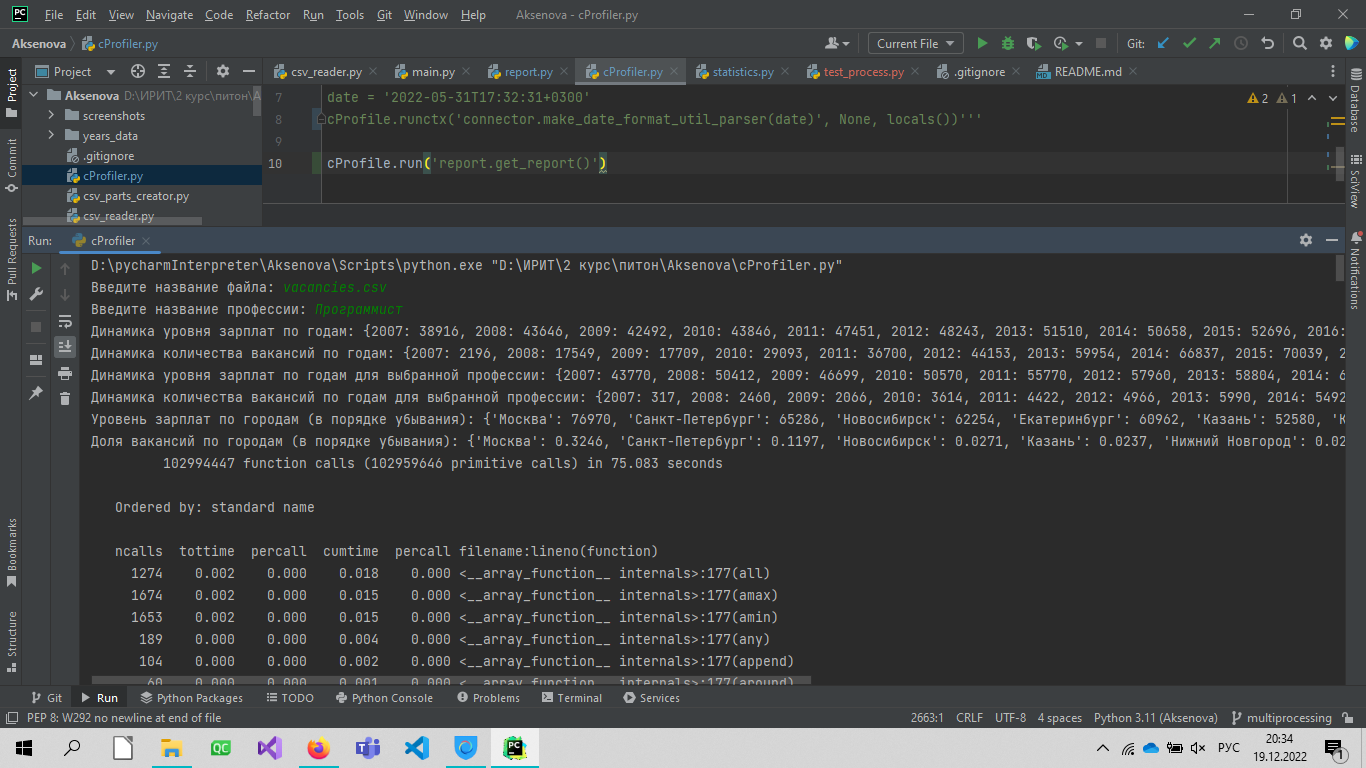 File Edit View Navigate Code Refactor Run Tools Git Window Help Aksenova - cProfiler.py
Aksenova cProfiler.py Current File Git:
Project csv_reader.py main.py report.py cProfiler.py statistics.py test_process.py .gitignore README.md
Aksenova D:\ИРИТ\2 курс\питон\A
screenshots
years_data
.gitignore
cProfiler.py
csv_parts_creator.py
csv_reader.py
7 date = '2022-05-31T17:32:31+0300'
8 cProfile.runctx('connector.make_date_format_util_parser(date)', None, locals())'''
9
10 cProfile.run('report.get_report()')
2 1
Project
Commit
Pull Requests
Bookmarks
Structure
Database
SciView
Notifications
Run: cProfiler
D:\pycharmInterpreter\Aksenova\Scripts\python.exe "D:\ИРИТ\2 курс\питон\Aksenova\cProfiler.py"
Введите название файла: vacancies.csv
Введите название профессии: Программист
Динамика уровня зарплат по годам: {2007: 38916, 2008: 43646, 2009: 42492, 2010: 43846, 2011: 47451, 2012: 48243, 2013: 51510, 2014: 50658, 2015: 52696, 2016:
Динамика количества вакансий по годам: {2007: 2196, 2008: 17549, 2009: 17709, 2010: 29093, 2011: 36700, 2012: 44153, 2013: 59954, 2014: 66837, 2015: 70039, 2
Динамика уровня зарплат по годам для выбранной профессии: {2007: 43770, 2008: 50412, 2009: 46699, 2010: 50570, 2011: 55770, 2012: 57960, 2013: 58804, 2014: 6
Динамика количества вакансий по годам для выбранной профессии: {2007: 317, 2008: 2460, 2009: 2066, 2010: 3614, 2011: 4422, 2012: 4966, 2013: 5990, 2014: 5492
Уровень зарплат по городам (в порядке убывания): {'Москва': 76970, 'Санкт-Петербург': 65286, 'Новосибирск': 62254, 'Екатеринбург': 60962, 'Казань': 52580, 'К
Доля вакансий по городам (в порядке убывания): {'Москва': 0.3246, 'Санкт-Петербург': 0.1197, 'Новосибирск': 0.0271, 'Казань': 0.0237, 'Нижний Новгород': 0.02
102994447 function calls (102959646 primitive calls) in 75.083 seconds
Ordered by: standard name
ncalls tottime percall cumtime percall filename:lineno(function)
1274 0.002 0.000 0.018 0.000 <__array_function__ internals>:177(all)
1674 0.002 0.000 0.015 0.000 <__array_function__ internals>:177(amax)
1653 0.002 0.000 0.015 0.000 <__array_function__ internals>:177(amin)
189 0.000 0.000 0.004 0.000 <__array_function__ internals>:177(any)
104 0.000 0.000 0.002 0.000 <__array_function__ internals>:177(append)
60 0.000 0.000 0.001 0.000 <__array_function__ internals>:177(around)
Git Run Python Packages TODO Python Console Problems Terminal Services
PEP 8: W292 no newline at end of file 2663:1 CRLF UTF-8 4 spaces Python 3.11 (Aksenova) multiprocessing
РУС 20:34
19.12.2022 1